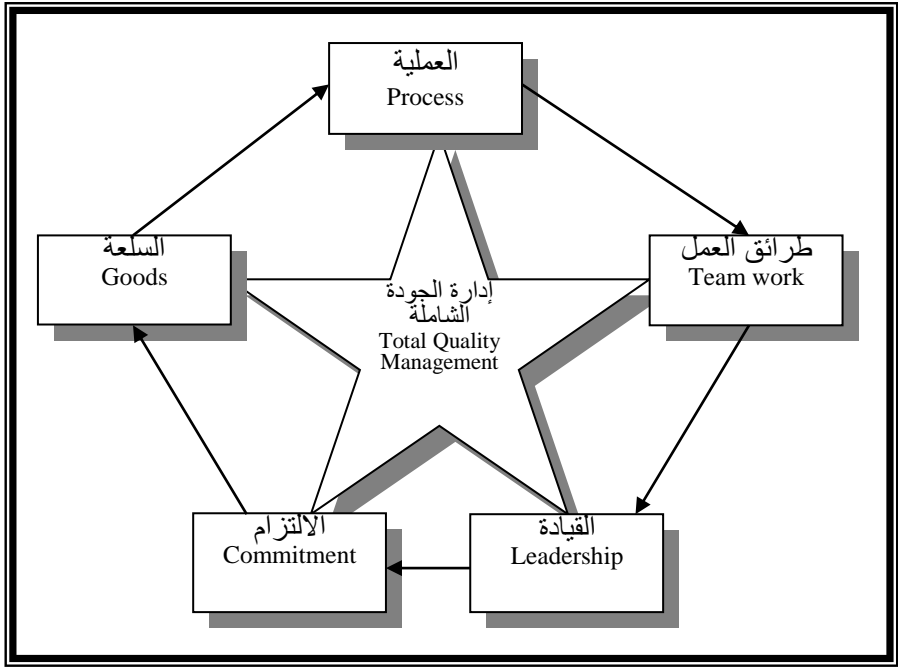 العملية
Process
السلعة
Goods
طرائق العمل
Team work
إدارة الجودة
الشاملة
Total Quality
Management
الالتزام
Commitment
القيادة
Leadership